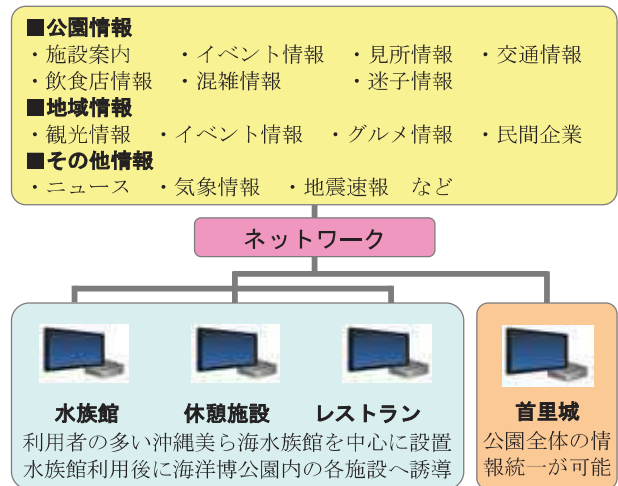 ■公園情報
・施設案内 ・イベント情報 ・見所情報 ・交通情報
・飲食店情報 ・混雑情報 ・迷子情報
■地域情報
・観光情報 ・イベント情報 ・グルメ情報 ・民間企業
■その他情報
・ニュース ・気象情報 ・地震速報 など
ネットワーク
水族館 休憩施設 レストラン
利用者の多い沖縄美ら海水族館を中心に設置
水族館利用後に海洋博公園内の各施設へ誘導
首里城
公園全体の情
報統一が可能